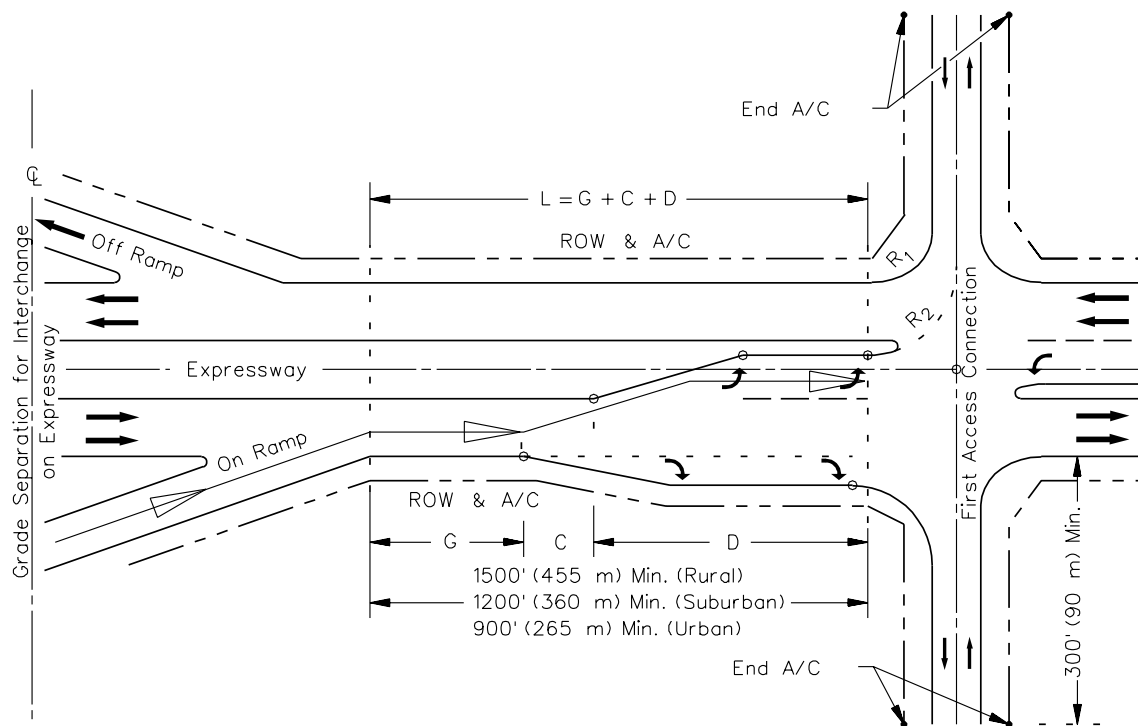 End A/C
L = G + C + D
ROW & A/C
℄
Off Ramp
R1
R2
Grade Separation for Interchange
on Expressway
Expressway
First Access Connection
On Ramp
ROW & A/C
G
C
D
1500' (455 m) Min. (Rural)
1200' (360 m) Min. (Suburban)
900' (265 m) Min. (Urban)
300' (90 m) Min.
End A/C